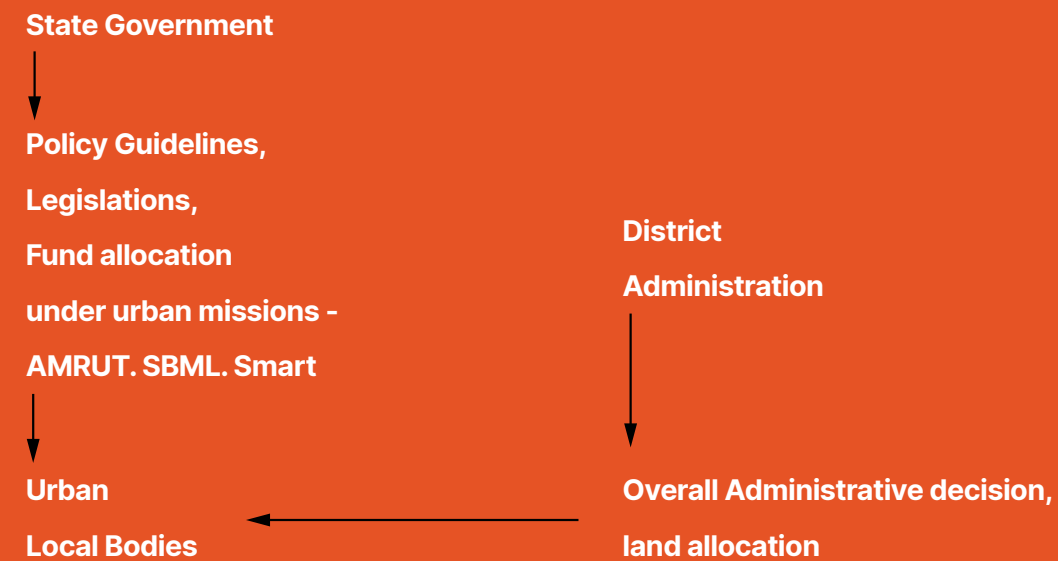 State Government
Policy Guidelines,
Legislations,
Fund allocation
under urban missions -
AMRUT. SBML. Smart
Urban
Local Bodies
District
Administration
Overall Administrative decision,
land allocation